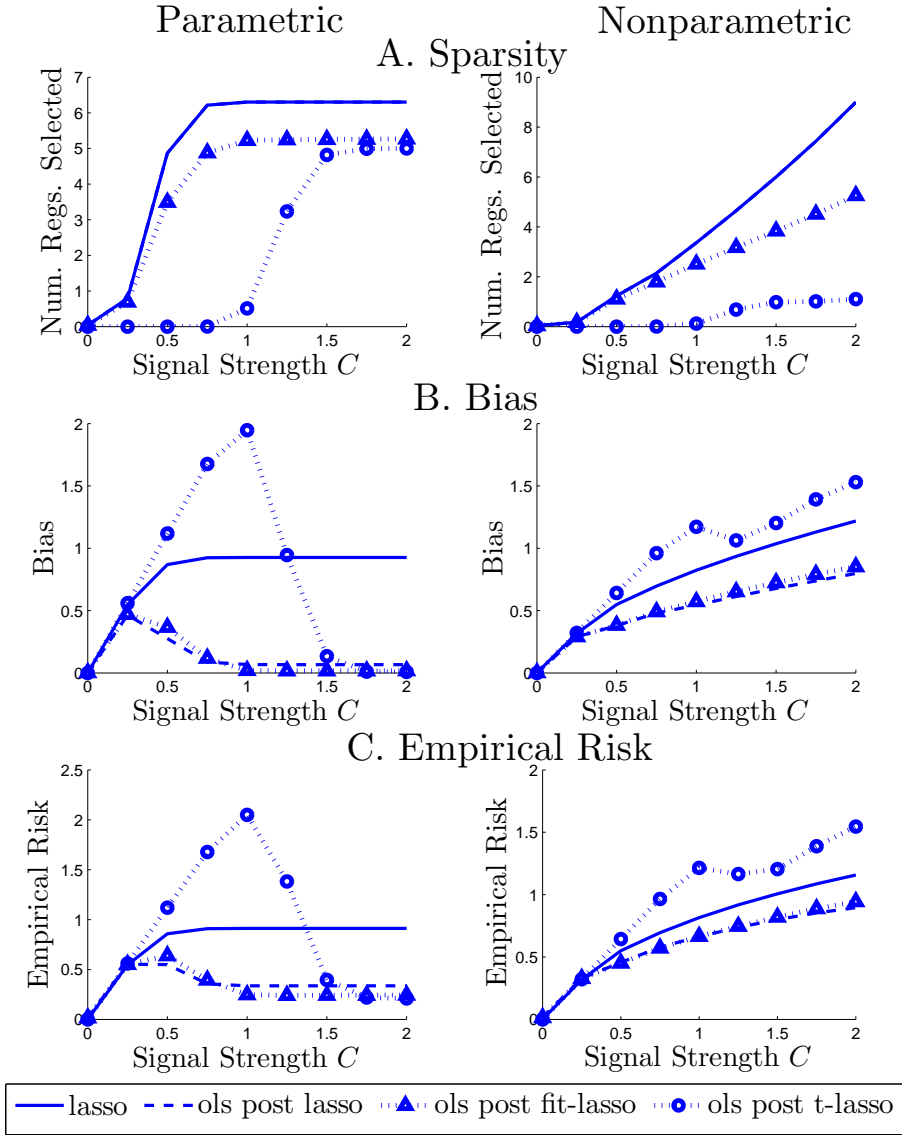 Parametric
Nonparametric
A. Sparsity
Num. Regs. Selected
7
6
5
4
3
2
1
0
0 0.5 1 1.5 2
Signal Strength C
Num. Regs. Selected
10
8
6
4
2
0
0 0.5 1 1.5 2
Signal Strength C
B. Bias
Bias
2
1.5
1
0.5
0
0 0.5 1 1.5 2
Signal Strength C
Bias
2
1.5
1
0.5
0
0 0.5 1 1.5 2
Signal Strength C
C. Empirical Risk
Empirical Risk
2.5
2
1.5
1
0.5
0
0 0.5 1 1.5 2
Signal Strength C
Empirical Risk
2
1.5
1
0.5
0
0 0.5 1 1.5 2
Signal Strength C
lasso ols post lasso ols post fit-lasso ols post t-lasso